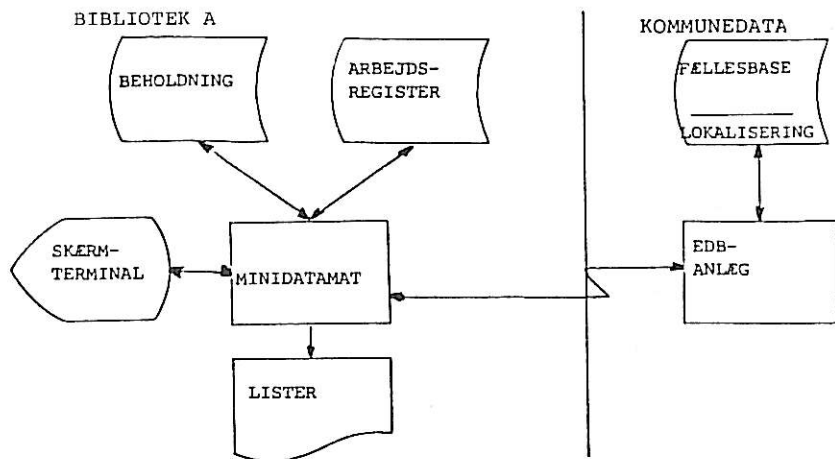 BIBLIOTEK A
KOMMUNEDATA
BEHOLDNING
ARBEJDS-
REGISTER
FÆLLESBASE
LOKALISERING
SKÆRM-
TERMINAL
MINIDATAMAT
EDB-
ANLÆG
LISTER